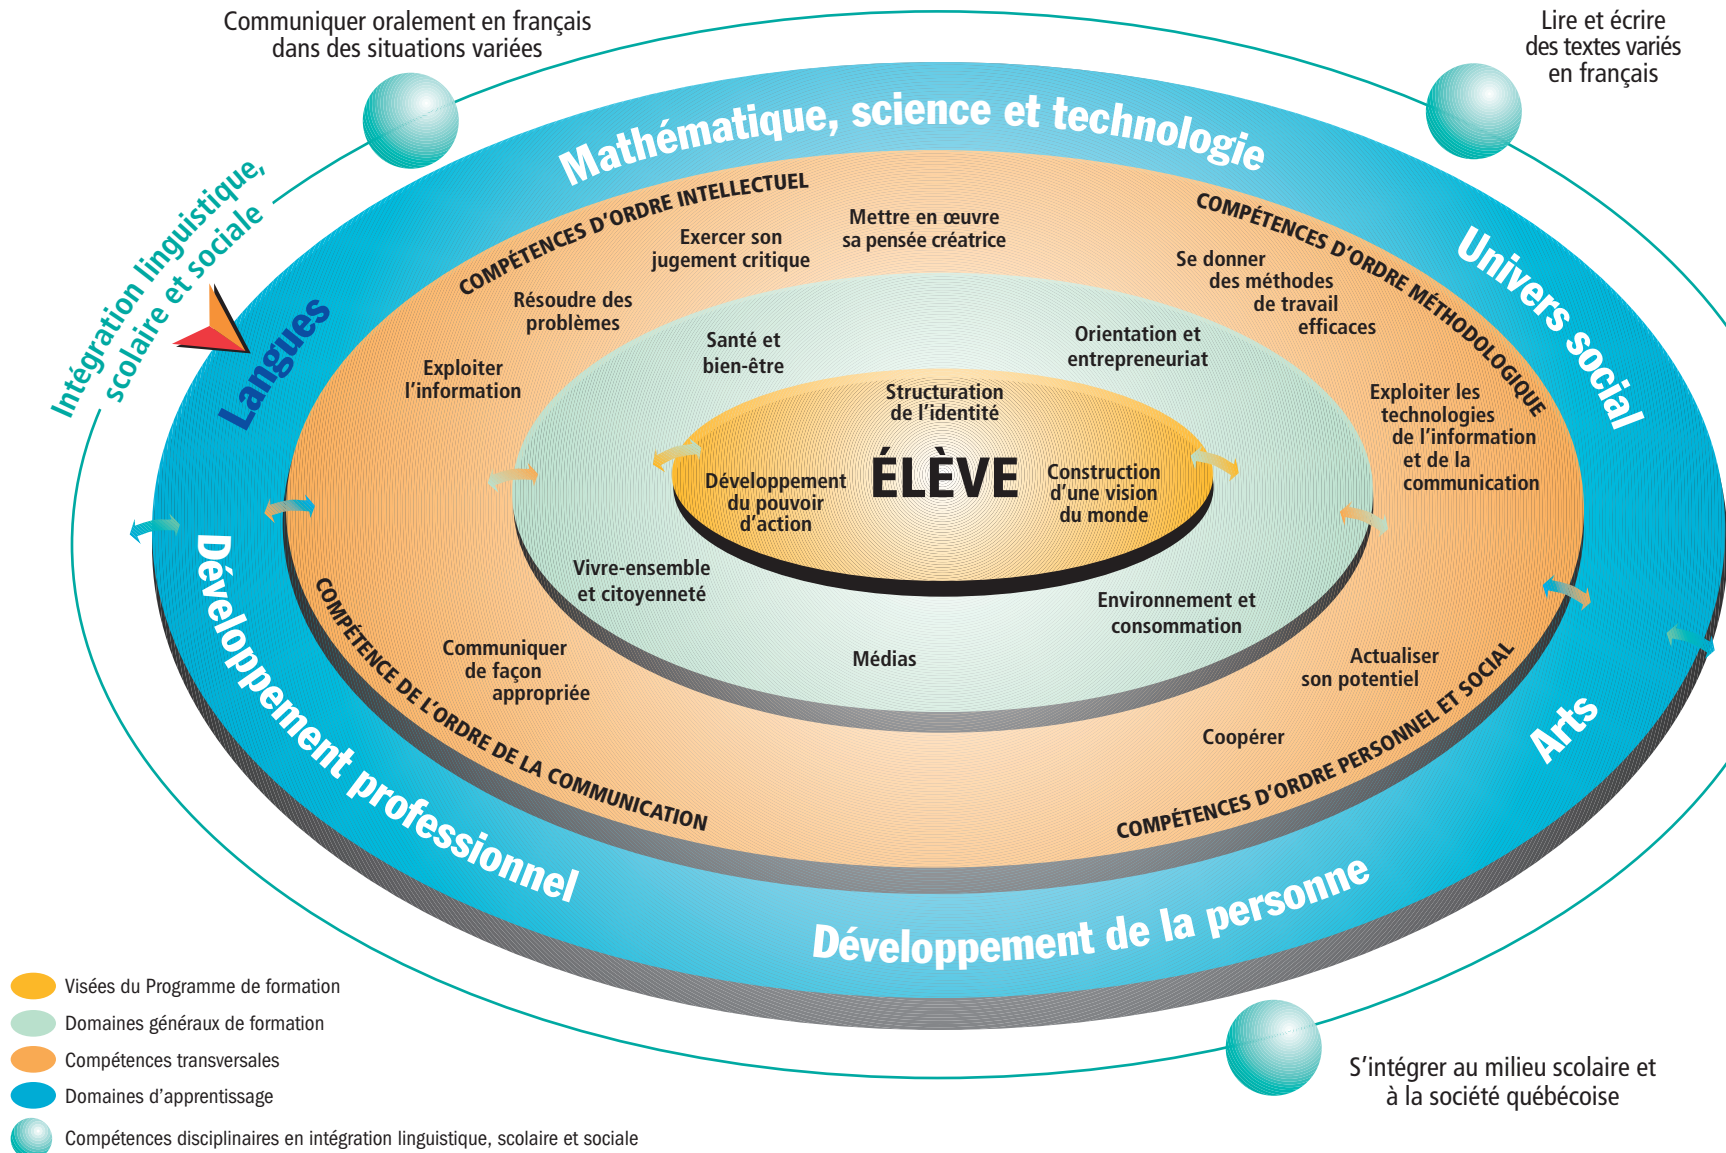 Communiquer oralement en français
dans des situations variées
Lire et écrire
des textes variés
en français
Intégration linguistique,
scolaire et sociale
Mathématique, science et technologie
Univers social
Langues
COMPÉTENCES D'ORDRE INTELLECTUEL
COMPÉTENCES D'ORDRE MÉTHODOLOGIQUE
Mettre en œuvre
sa pensée créatrice
Exercer son
jugement critique
Résoudre des
problèmes
Exploiter
l'information
Se donner
des méthodes
de travail
efficaces
Exploiter les
technologies
de l'information
et de la
communication
Santé et
bien-être
Orientation et
entrepreneuriat
Structuration
de l'identité
ÉLÈVE
Développement
du pouvoir
d'action
Construction
d'une vision
du monde
Vivre-ensemble
et citoyenneté
Environnement et
consommation
Médias
Communiquer
de façon
appropriée
Actualiser
son potentiel
Coopérer
COMPÉTENCE DE L'ORDRE DE LA COMMUNICATION
COMPÉTENCES D'ORDRE PERSONNEL ET SOCIAL
Développement professionnel
Arts
Développement de la personne
Visées du Programme de formation
Domaines généraux de formation
Compétences transversales
Domaines d'apprentissage
Compétences disciplinaires en intégration linguistique, scolaire et sociale
S'intégrer au milieu scolaire et
à la société québécoise